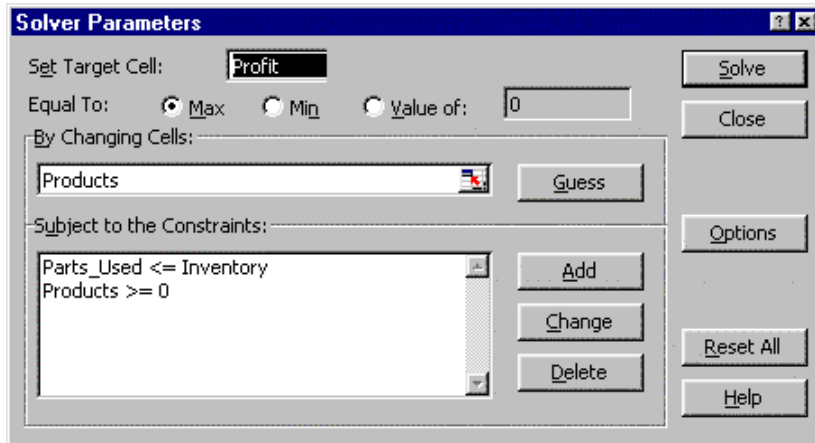 Solver Parameters
Set Target Cell: Profit
Solve
Equal To: Max Min Value of: 0
Close
By Changing Cells:
Products
Guess
Subject to the Constraints:
Options
Parts_Used <= Inventory
Products >= 0
Add
Change
Reset All
Delete
Help